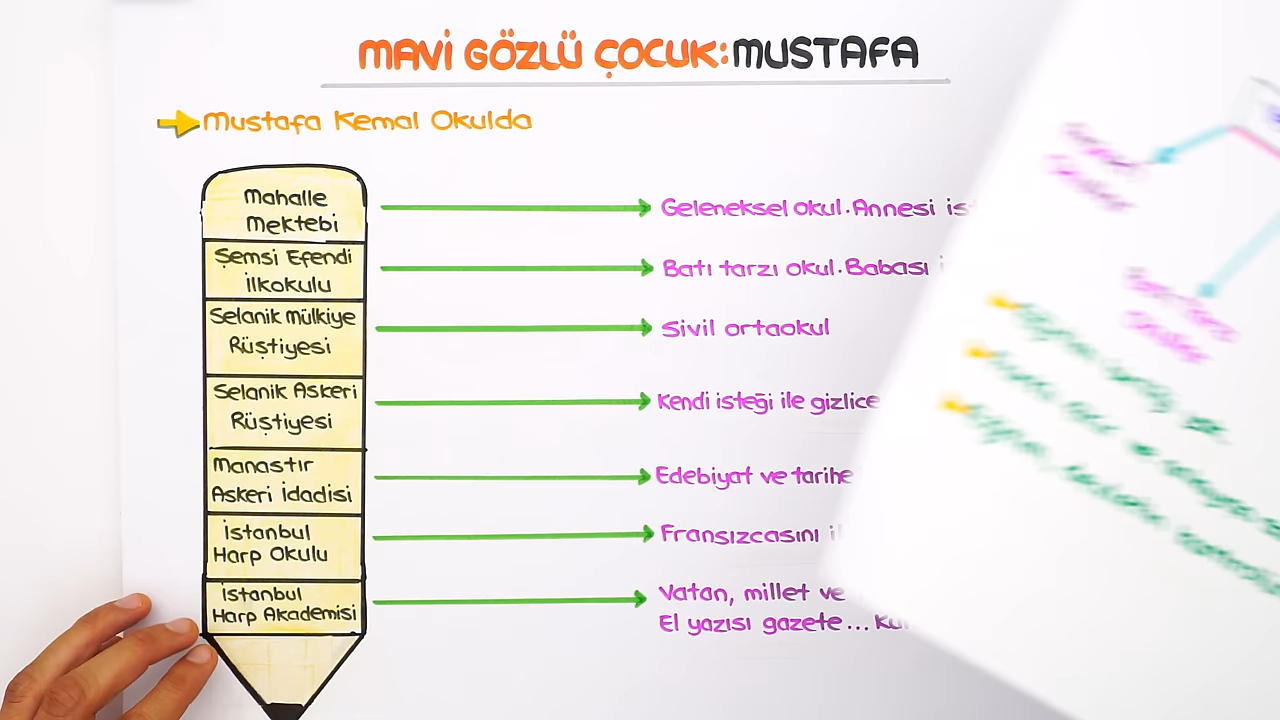 MAVİ GÖZLÜ ÇOCUK: MUSTAFA
Mustafa Kemal Okulda
Mahalle
Mektebi
Geleneksel okul. Annesi
Şemsi Efendi
İlkokulu
Batı tarzı okul. Babası
Selanik Mülkiye
Rüştiyesi
Sivil ortaokul
Selanik Askeri
Rüştiyesi
Kendi isteği ile gizlice
Manastır
Askeri İdadisi
Edebiyat ve tarihe
İstanbul
Harp Okulu
Fransızcasını
İstanbul
Harp Akademisi
Vatan, millet ve
El yazısı gazete...